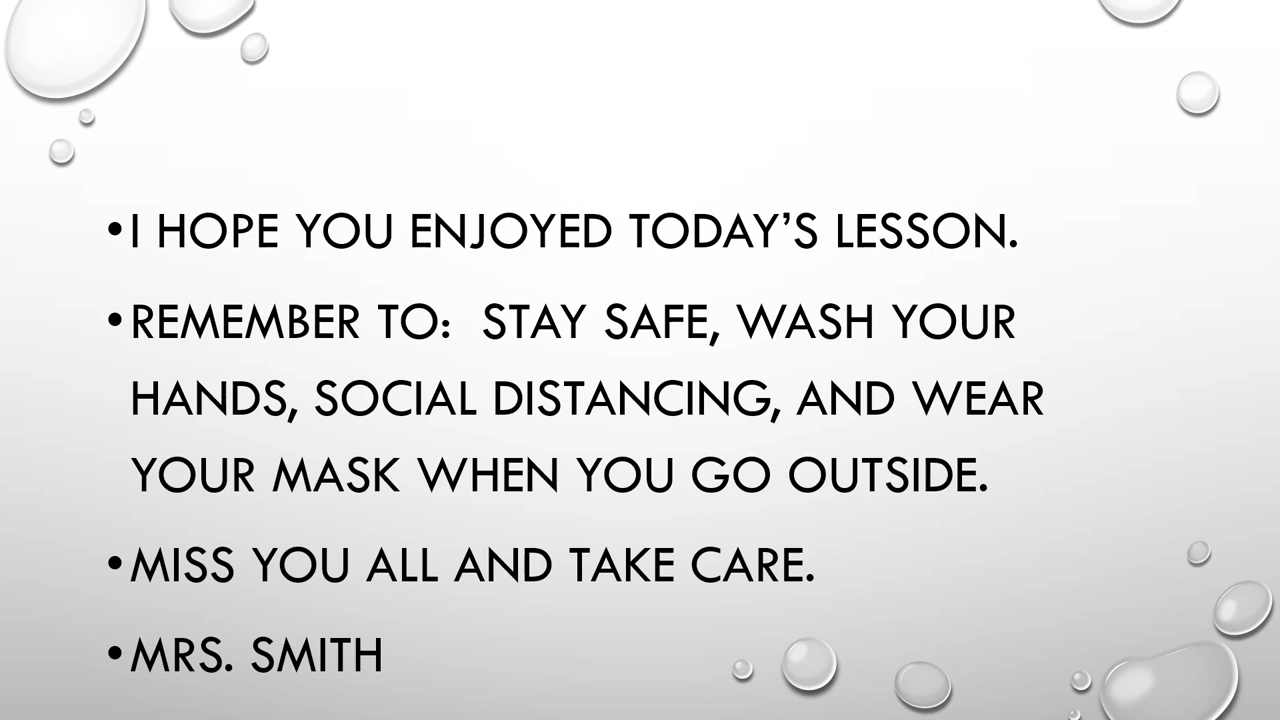 •I HOPE YOU ENJOYED TODAY’S LESSON.
•REMEMBER TO:  STAY SAFE, WASH YOUR
HANDS, SOCIAL DISTANCING, AND WEAR
YOUR MASK WHEN YOU GO OUTSIDE.
•MISS YOU ALL AND TAKE CARE.
•MRS. SMITH